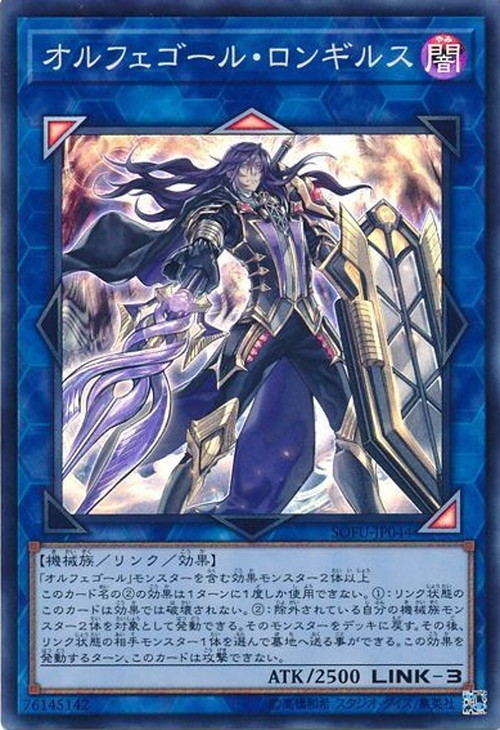 オルフェゴール・ロンギルス
闇
SOFU-JP044
【機械族／リンク／効果】
「オルフェゴール」モンスターを含む効果モンスター2体以上
このカード名の②の効果は1ターンに1度しか使用できない。①：リンク状態の
このカードは効果では破壊されない。②：除外されている自分の機械族モン
スター2体を対象として発動できる。そのモンスターをデッキに戻す。その後、
リンク状態の相手モンスター1体を選んで墓地へ送る事ができる。この効果を
発動するターン、このカードは攻撃できない。
ATK/2500 LINK-3
76145142
©高橋和希 スタジオ・ダイス/集英社